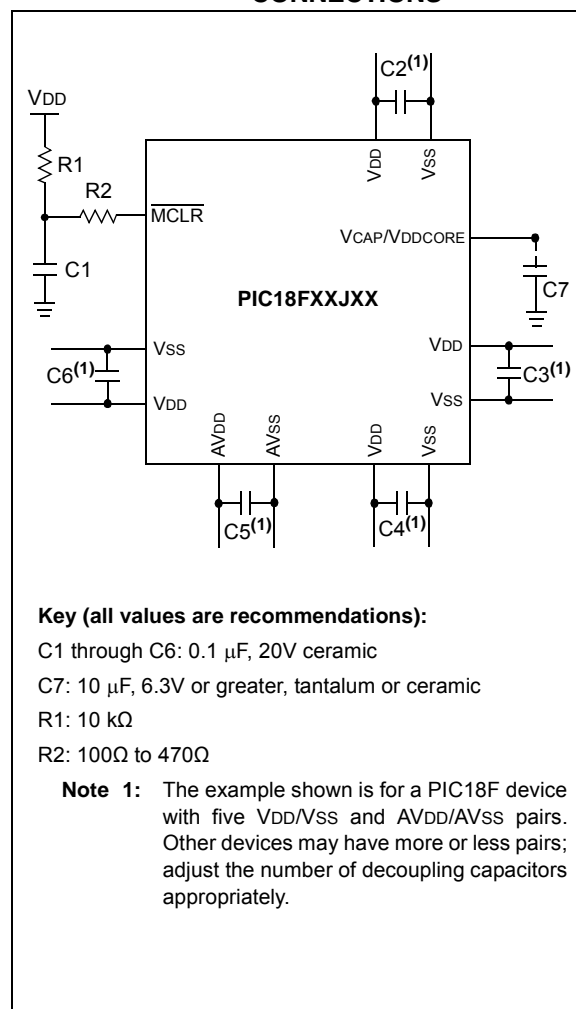 CONNECTIONS
C2(1)
VDD
R1
R2
VDD
VSS
MCLR
VCAP/VDDCORE
C1
C7
PIC18FXXJXX
VSS
VDD
C6(1)
C3(1)
VDD
VSS
AVDD
AVSS
VDD
VSS
C5(1)
C4(1)
Key (all values are recommendations):
C1 through C6: 0.1 μF, 20V ceramic
C7: 10 μF, 6.3V or greater, tantalum or ceramic
R1: 10 kΩ
R2: 100Ω to 470Ω
Note 1: The example shown is for a PIC18F device
with five VDD/VSS and AVDD/AVSS pairs.
Other devices may have more or less pairs;
adjust the number of decoupling capacitors
appropriately.